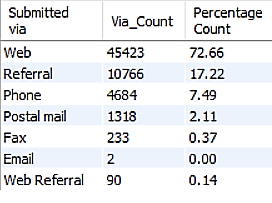 Submitted via Via_Count Percentage Count
Web 45423 72.66
Referral 10766 17.22
Phone 4684 7.49
Postal mail 1318 2.11
Fax 233 0.37
Email 2 0.00
Web Referral 90 0.14